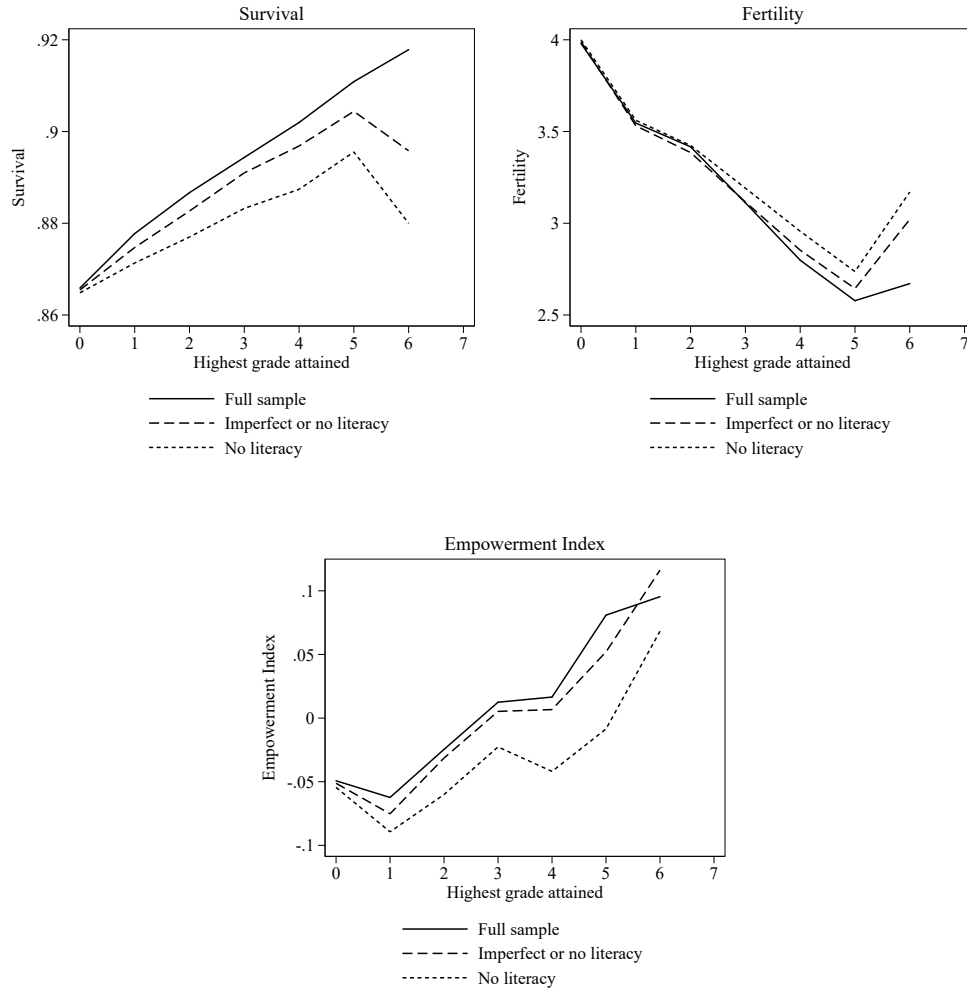 Survival
.92
.9
.88
.86
Survival
0 1 2 3 4 5 6 7
Highest grade attained
Full sample
Imperfect or no literacy
No literacy
Fertility
4
3.5
3
2.5
Fertility
0 1 2 3 4 5 6 7
Highest grade attained
Full sample
Imperfect or no literacy
No literacy
Empowerment Index
.1
.05
0
-.05
-.1
Empowerment Index
0 1 2 3 4 5 6 7
Highest grade attained
Full sample
Imperfect or no literacy
No literacy